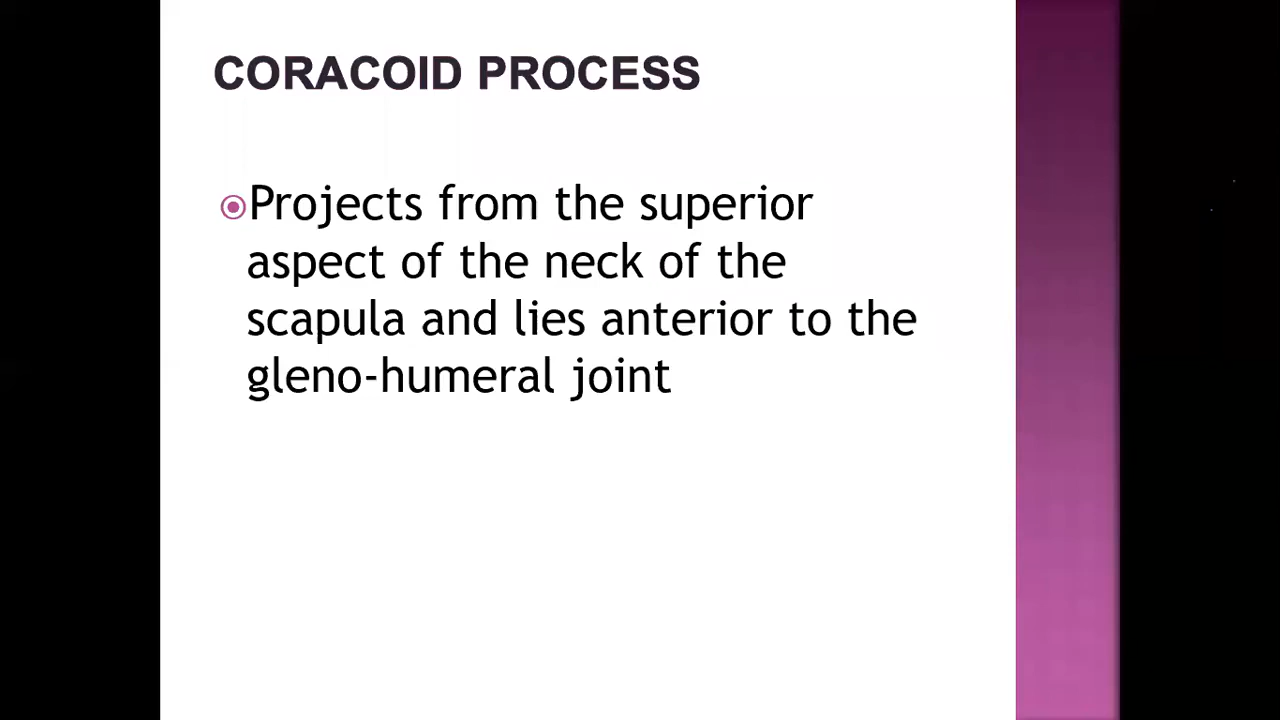 CORACOID PROCESS
Projects from the superior
aspect of the neck of the
scapula and lies anterior to the
gleno-humeral joint